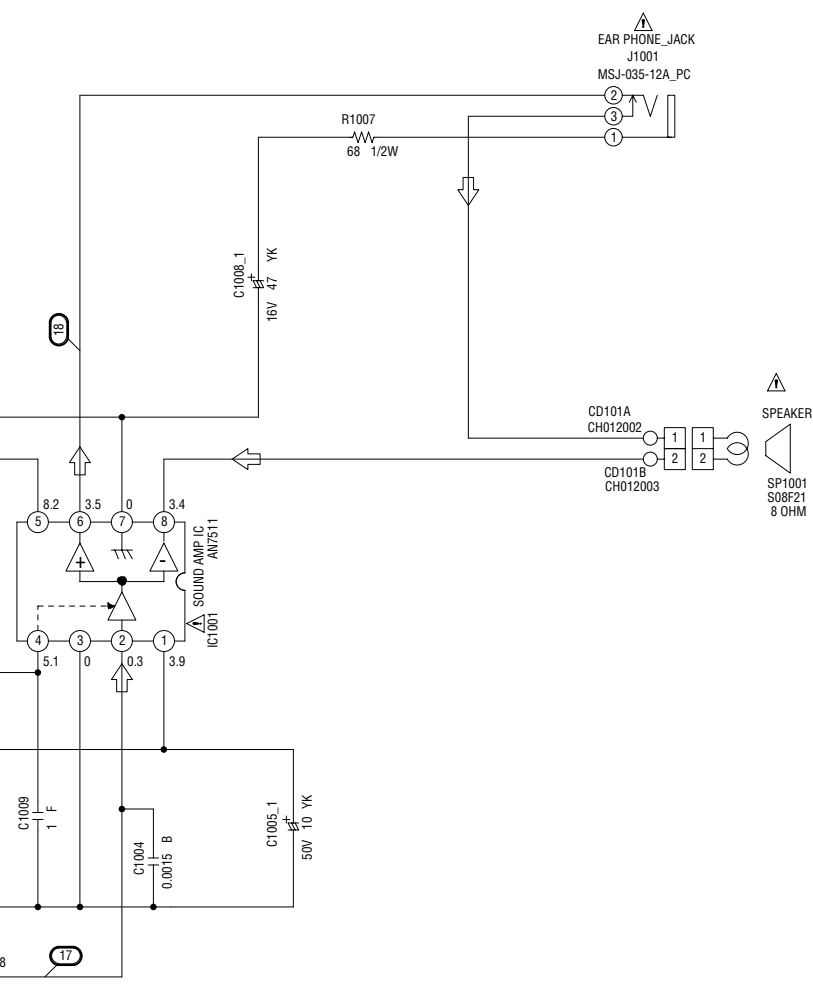 EAR PHONE_JACK
J1001
MSJ-035-12A_PC
2
3
1
R1007
68 1/2W
C1008_1
16V 47 YK
18
CD101A
CH012002
1 1
2 2
CD101B
CH012003
SPEAKER
SP1001
S08F21
8 OHM
8.2 3.5 0 3.4
5 6 7 8
+ -
SOUND AMP IC
AN7511
IC1001
4 3 2 1
5.1 0 0.3 3.9
C1009
1 F
C1004
0.0015 B
C1005_1
50V 10 YK
8
17